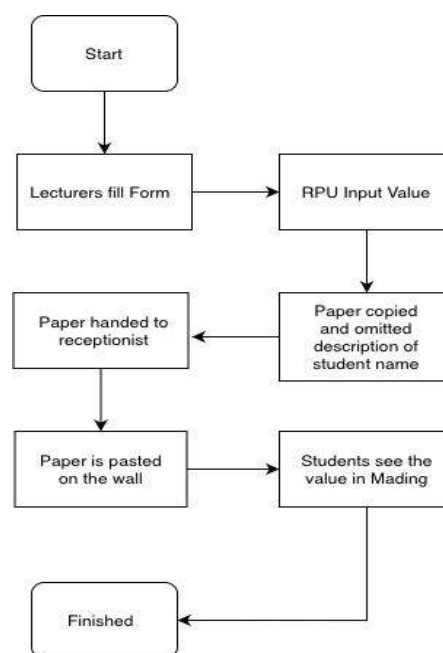 Start
Lecturers fill Form
RPU Input Value
Paper copied
and omitted
description of
student name
Paper handed to
receptionist
Paper is pasted
on the wall
Students see the
value in Mading
Finished